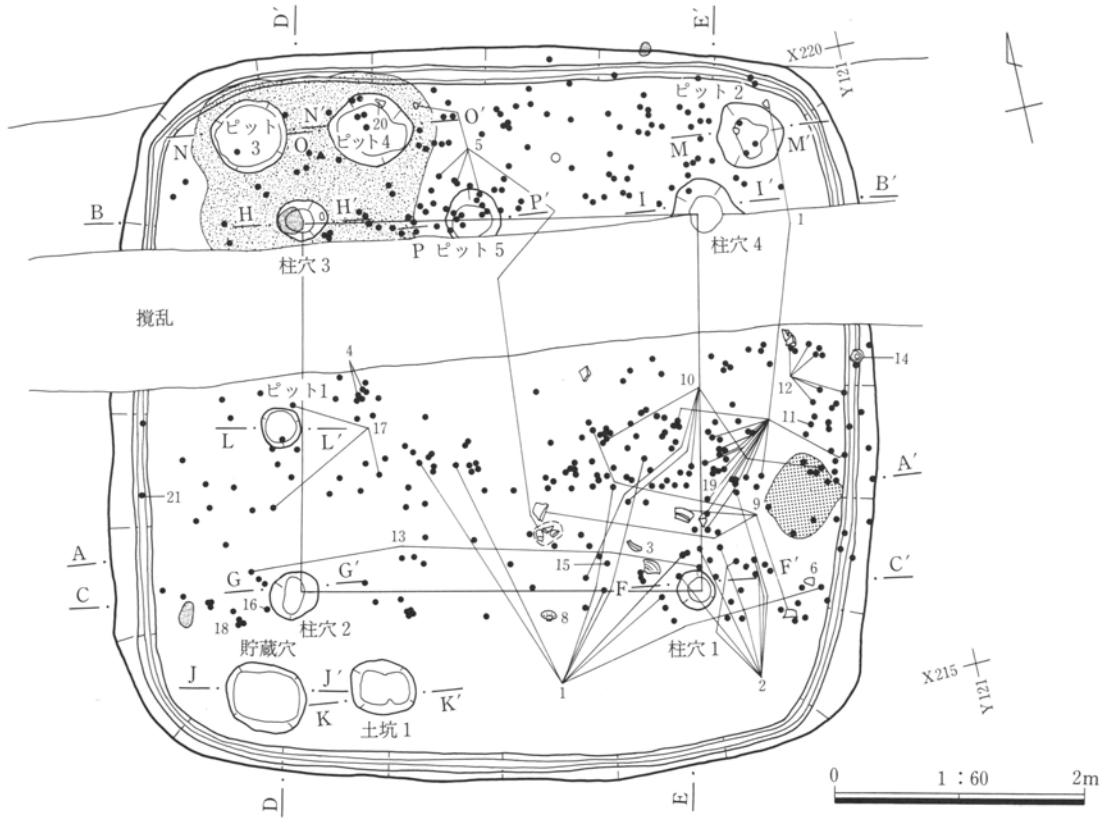 D′
E′
X220
Y121
ピット2
N′
O′
20
ピット
3
ピット4
N
O
5
M
M′
B
H
H′
P′
I
I′
B′
1
P
ピット5
柱穴4
柱穴3
攪乱
14
4
12
10
ピット1
11
L
L′
17
A′
19
21
9
13
3
A
15
C
G
G′
F
F′
6
C′
16
18
柱穴2
8
柱穴1
貯蔵穴
J
J′
K
K′
1
2
X215
Y121
土坑1
D
E
0 1:60 2m